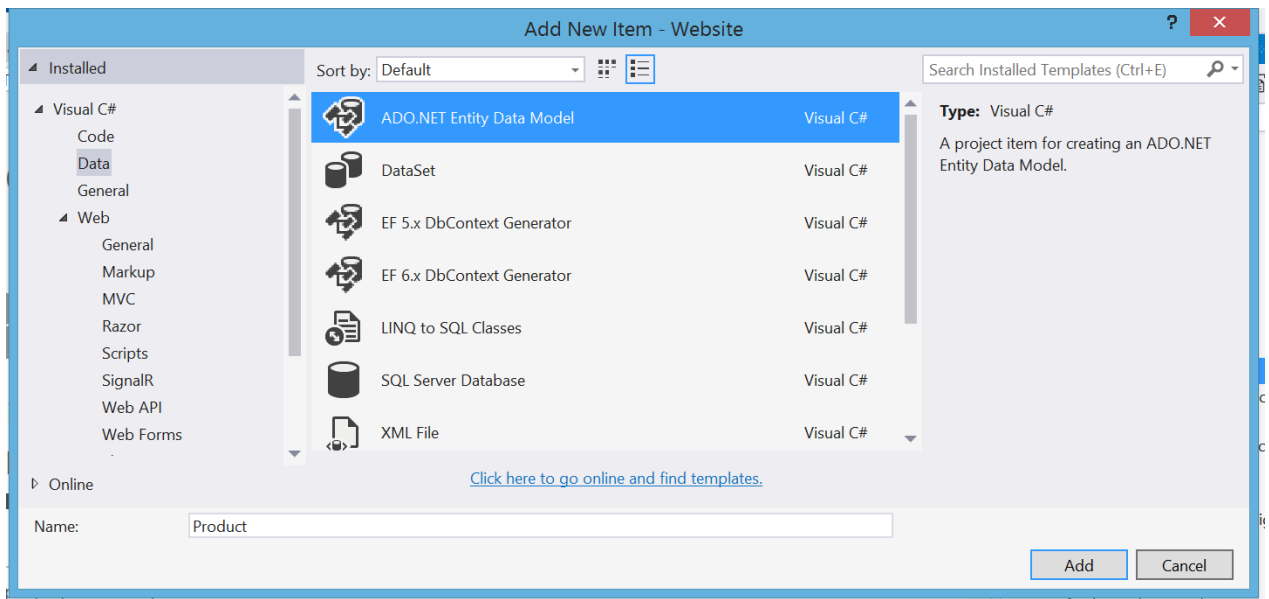 Add New Item - Website
?
Installed
Sort by: Default
Search Installed Templates (Ctrl+E)
Visual C#
Code
Data
General
Web
General
Markup
MVC
Razor
Scripts
SignalR
Web API
Web Forms
Online
ADO.NET Entity Data Model Visual C#
DataSet Visual C#
EF 5.x DbContext Generator Visual C#
EF 6.x DbContext Generator Visual C#
LINQ to SQL Classes Visual C#
SQL Server Database Visual C#
XML File Visual C#
Click here to go online and find templates.
Type: Visual C#
A project item for creating an ADO.NET
Entity Data Model.
Name: Product
Add Cancel